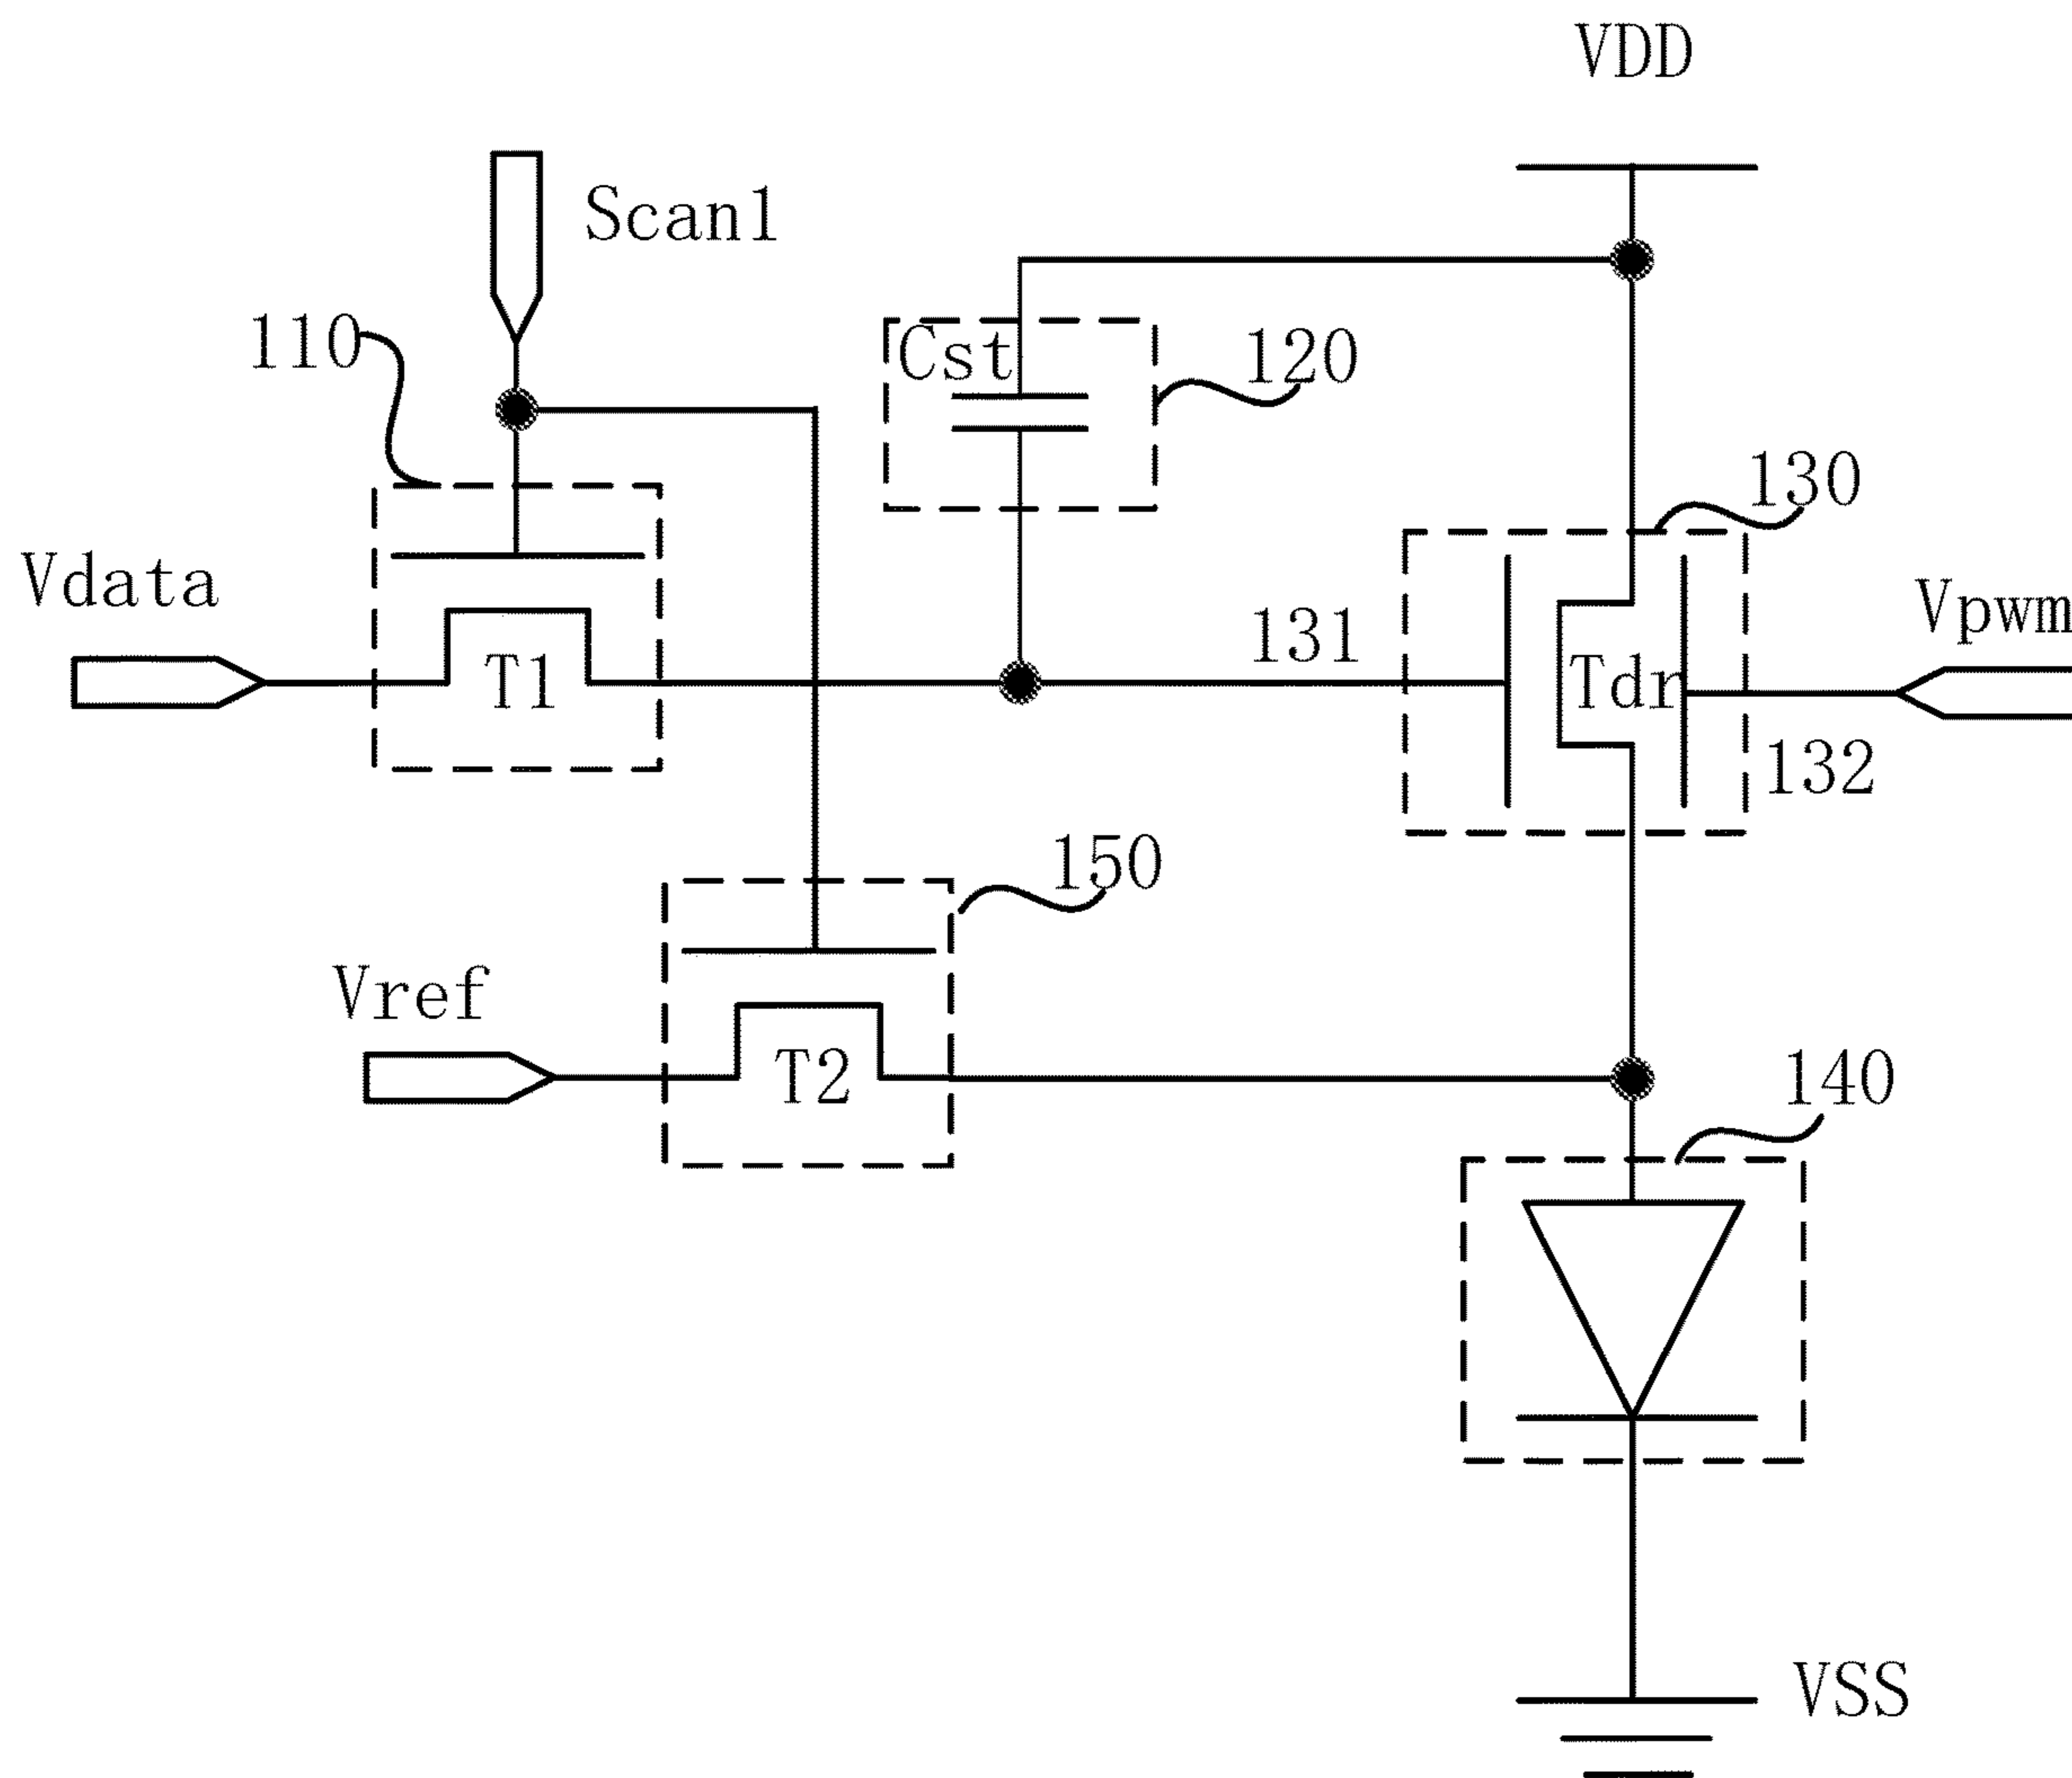 VDD
Scan1
110
Cst
120
130
Vdata
Vpwm
131
T1
Tdr
132
150
Vref
T2
140
VSS